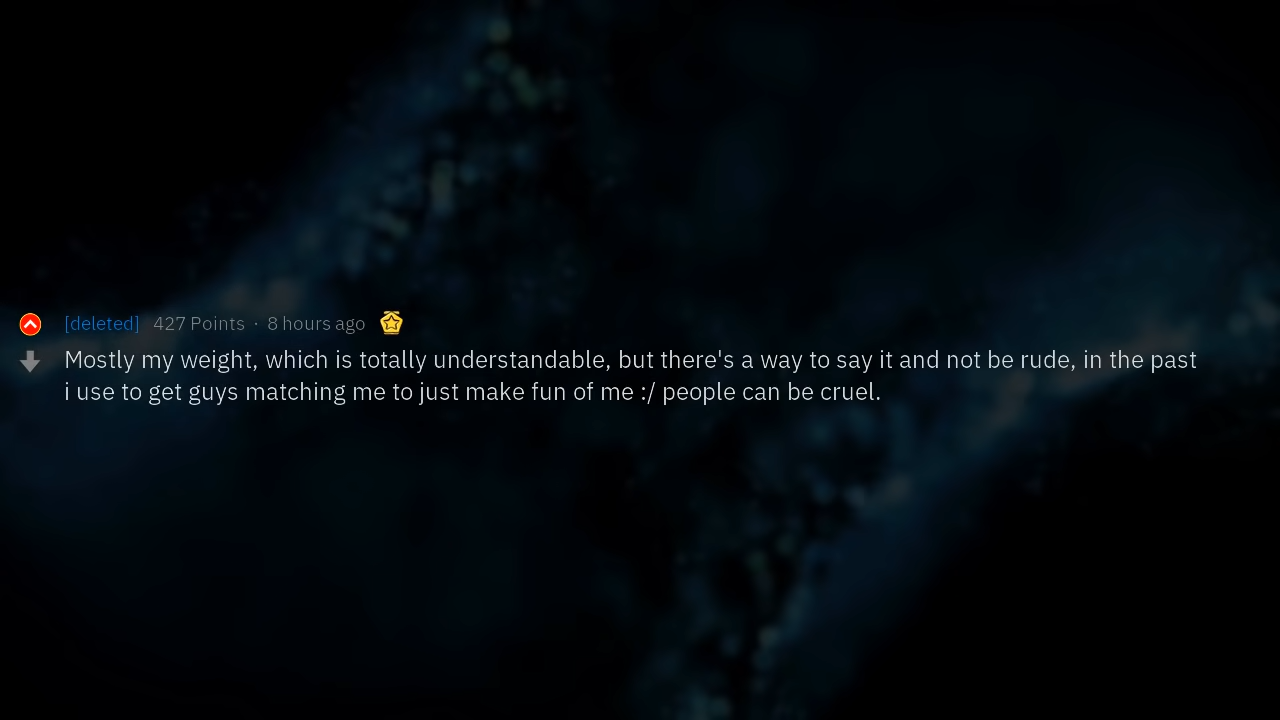 [deleted] 427 Points · 8 hours ago
Mostly my weight, which is totally understandable, but there's a way to say it and not be rude, in the past
i use to get guys matching me to just make fun of me :/ people can be cruel.